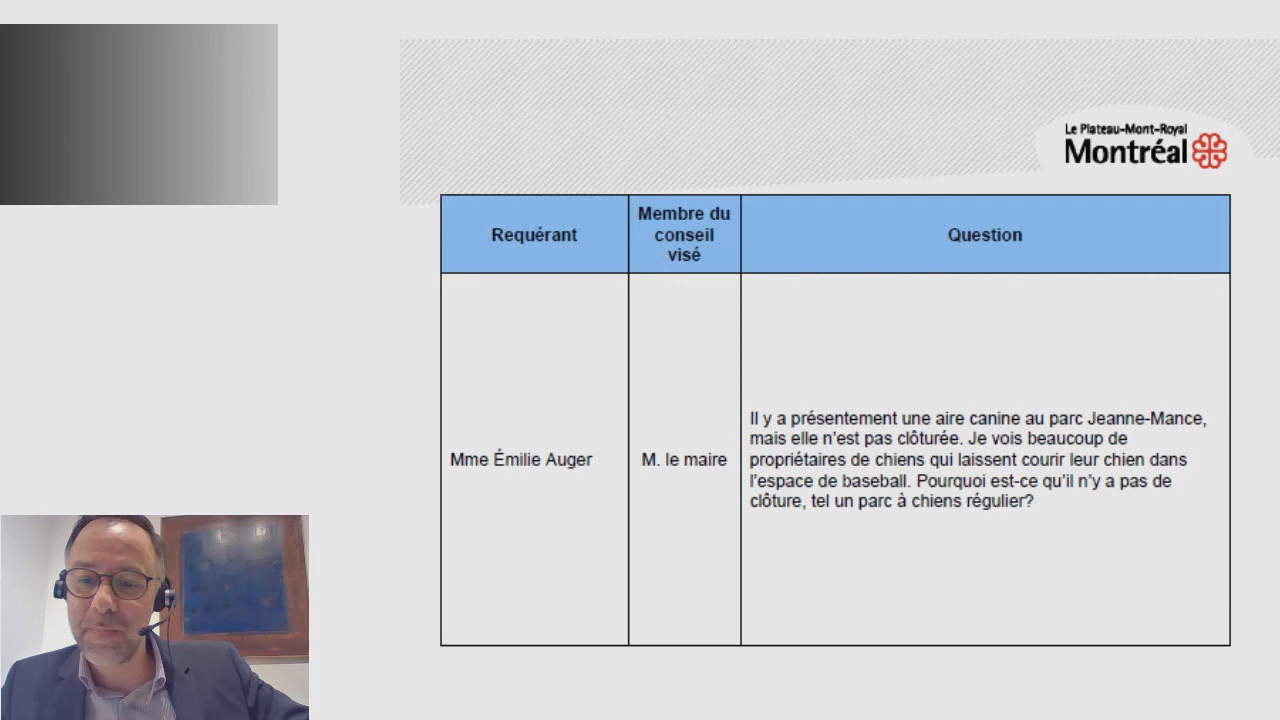 Le Plateau-Mont-Royal
Montréal
Requérant
Membre du
conseil
visé
Question
Mme Émilie Auger
M. le maire
Il y a présentement une aire canine au parc Jeanne-Mance,
mais elle n'est pas clôturée. Je vois beaucoup de
propriétaires de chiens qui laissent courir leur chien dans
l'espace de baseball. Pourquoi est-ce qu'il n'y a pas de
clôture, tel un parc à chiens régulier?